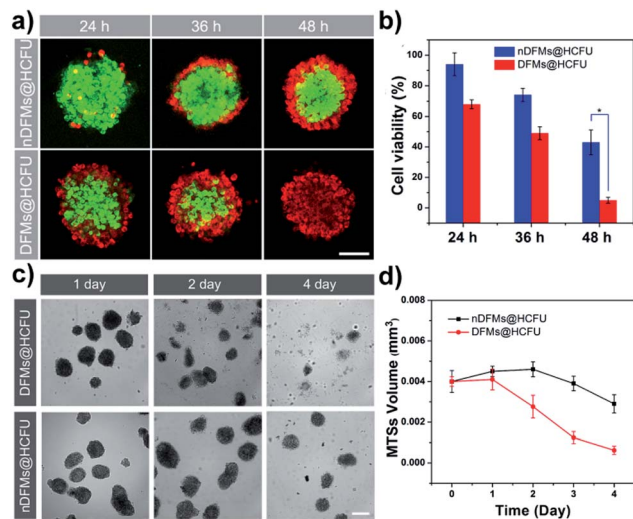 a)
24 h
36 h
48 h
nDFMs@HCFU
DFMs@HCFU
b)
nDFMs@HCFU
DFMs@HCFU
*
Cell viability (%)
100
80
60
40
20
0
24 h
36 h
48 h
c)
1 day
2 day
4 day
DFMs@HCFU
nDFMs@HCFU
d)
nDFMs@HCFU
DFMs@HCFU
MTSs Volume (mm3)
0.008
0.006
0.004
0.002
0.000
0
1
2
3
4
Time (Day)